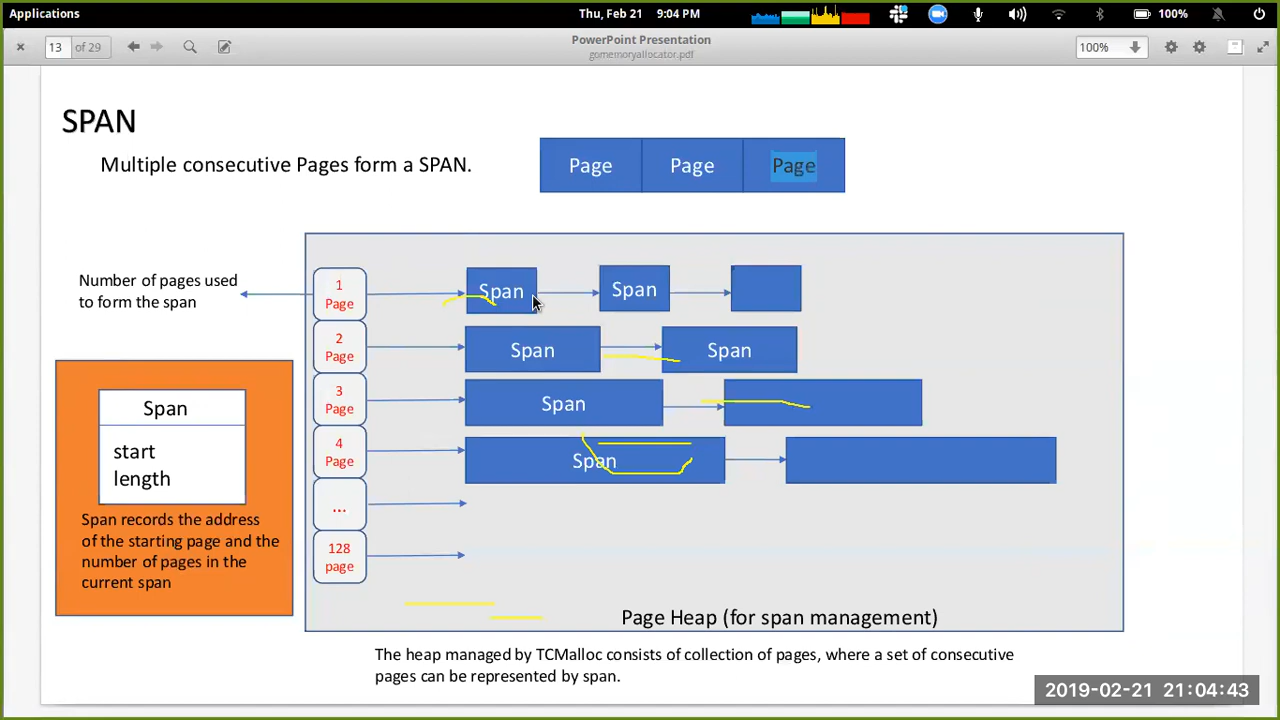 Applications
Thu, Feb 21 9:04 PM
100%
13 of 29
PowerPoint Presentation
gomemoryallocator.pdf
100%
SPAN
Multiple consecutive Pages form a SPAN.
Page Page Page
Number of pages used
to form the span
1
Page
Span Span
2
Page
Span Span
3
Page
Span
4
Page
Span
...
128
page
Span
start
length
Span records the address
of the starting page and the
number of pages in the
current span
Page Heap (for span management)
The heap managed by TCMalloc consists of collection of pages, where a set of consecutive
pages can be represented by span.
2019-02-21 21:04:43